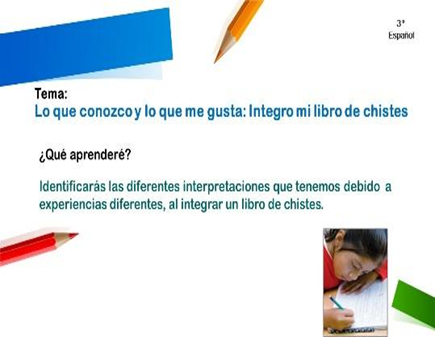 3°
Español
Tema:
Lo que conozco y lo que me gusta: Integro mi libro de chistes
¿Qué aprenderé?
Identificarás las diferentes interpretaciones que tenemos debido a
experiencias diferentes, al integrar un libro de chistes.